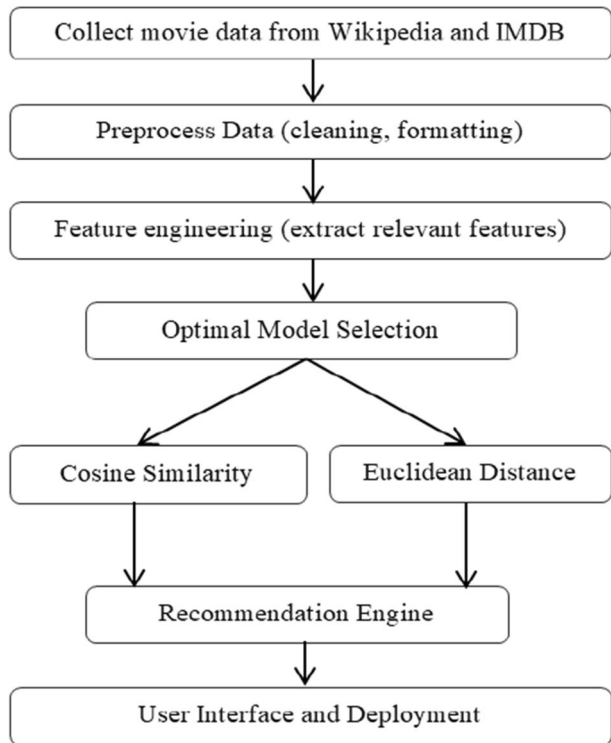 Collect movie data from Wikipedia and IMDB
Preprocess Data (cleaning, formatting)
Feature engineering (extract relevant features)
Optimal Model Selection
Cosine Similarity
Euclidean Distance
Recommendation Engine
User Interface and Deployment